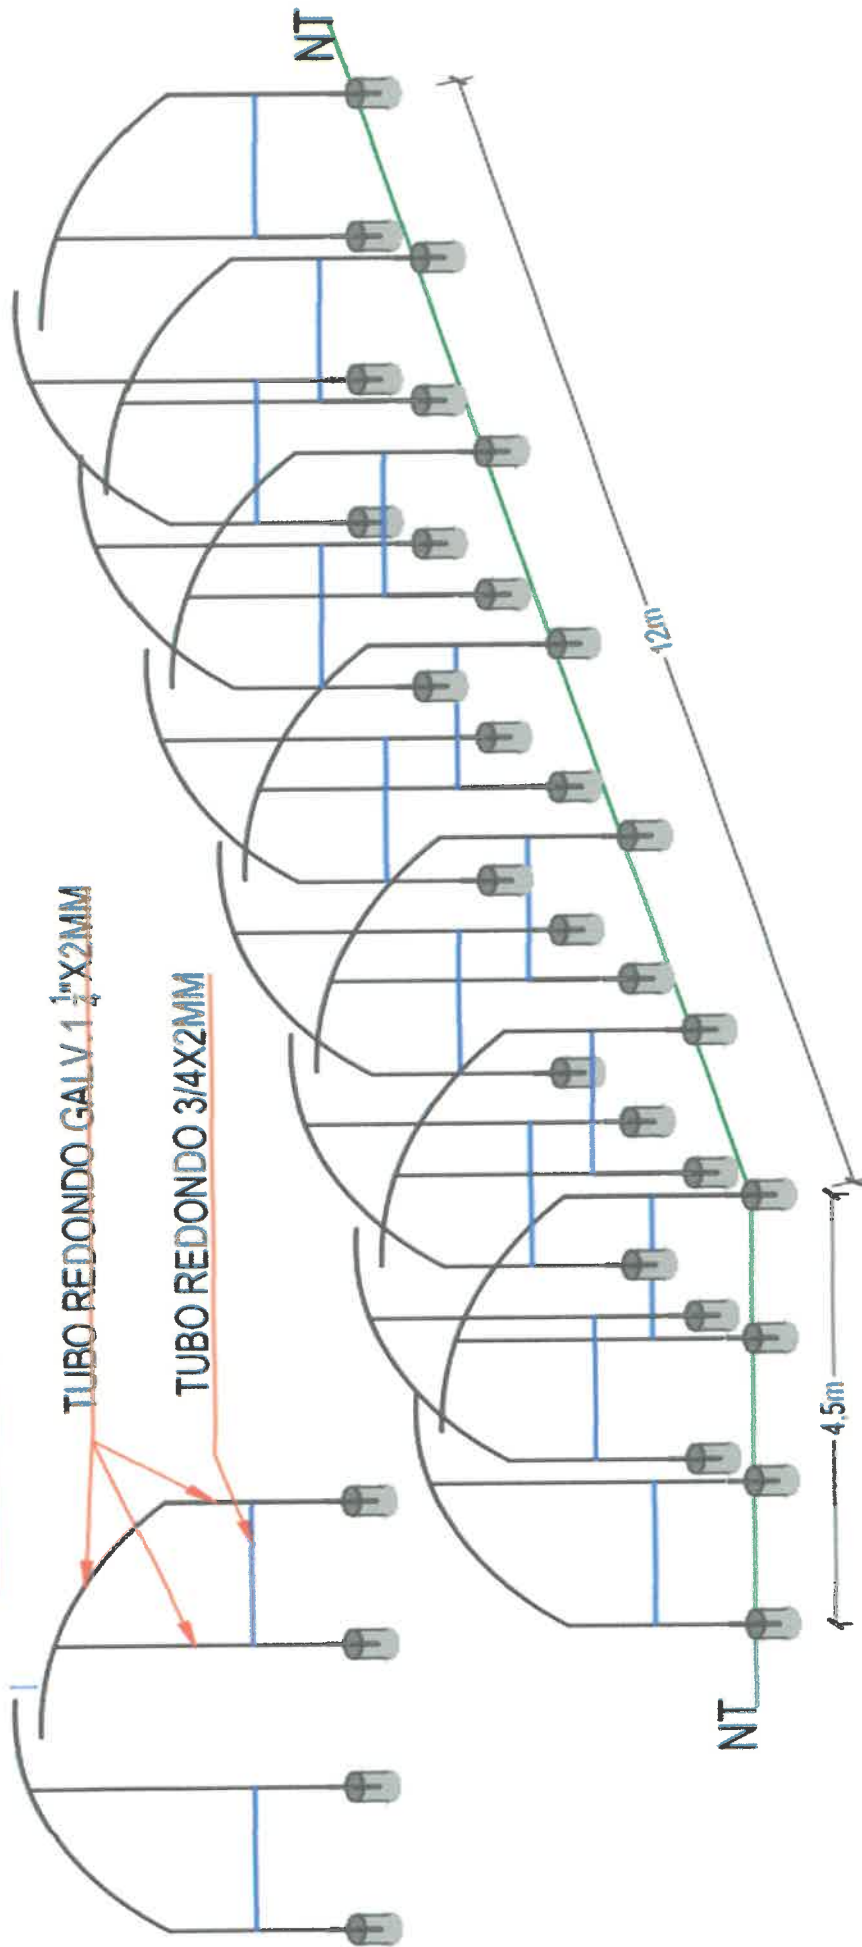 TUBO REDONDO GALV.1 1/4"X2MM
TUBO REDONDO 3/4X2MM
NT
12m
4,5m
NT